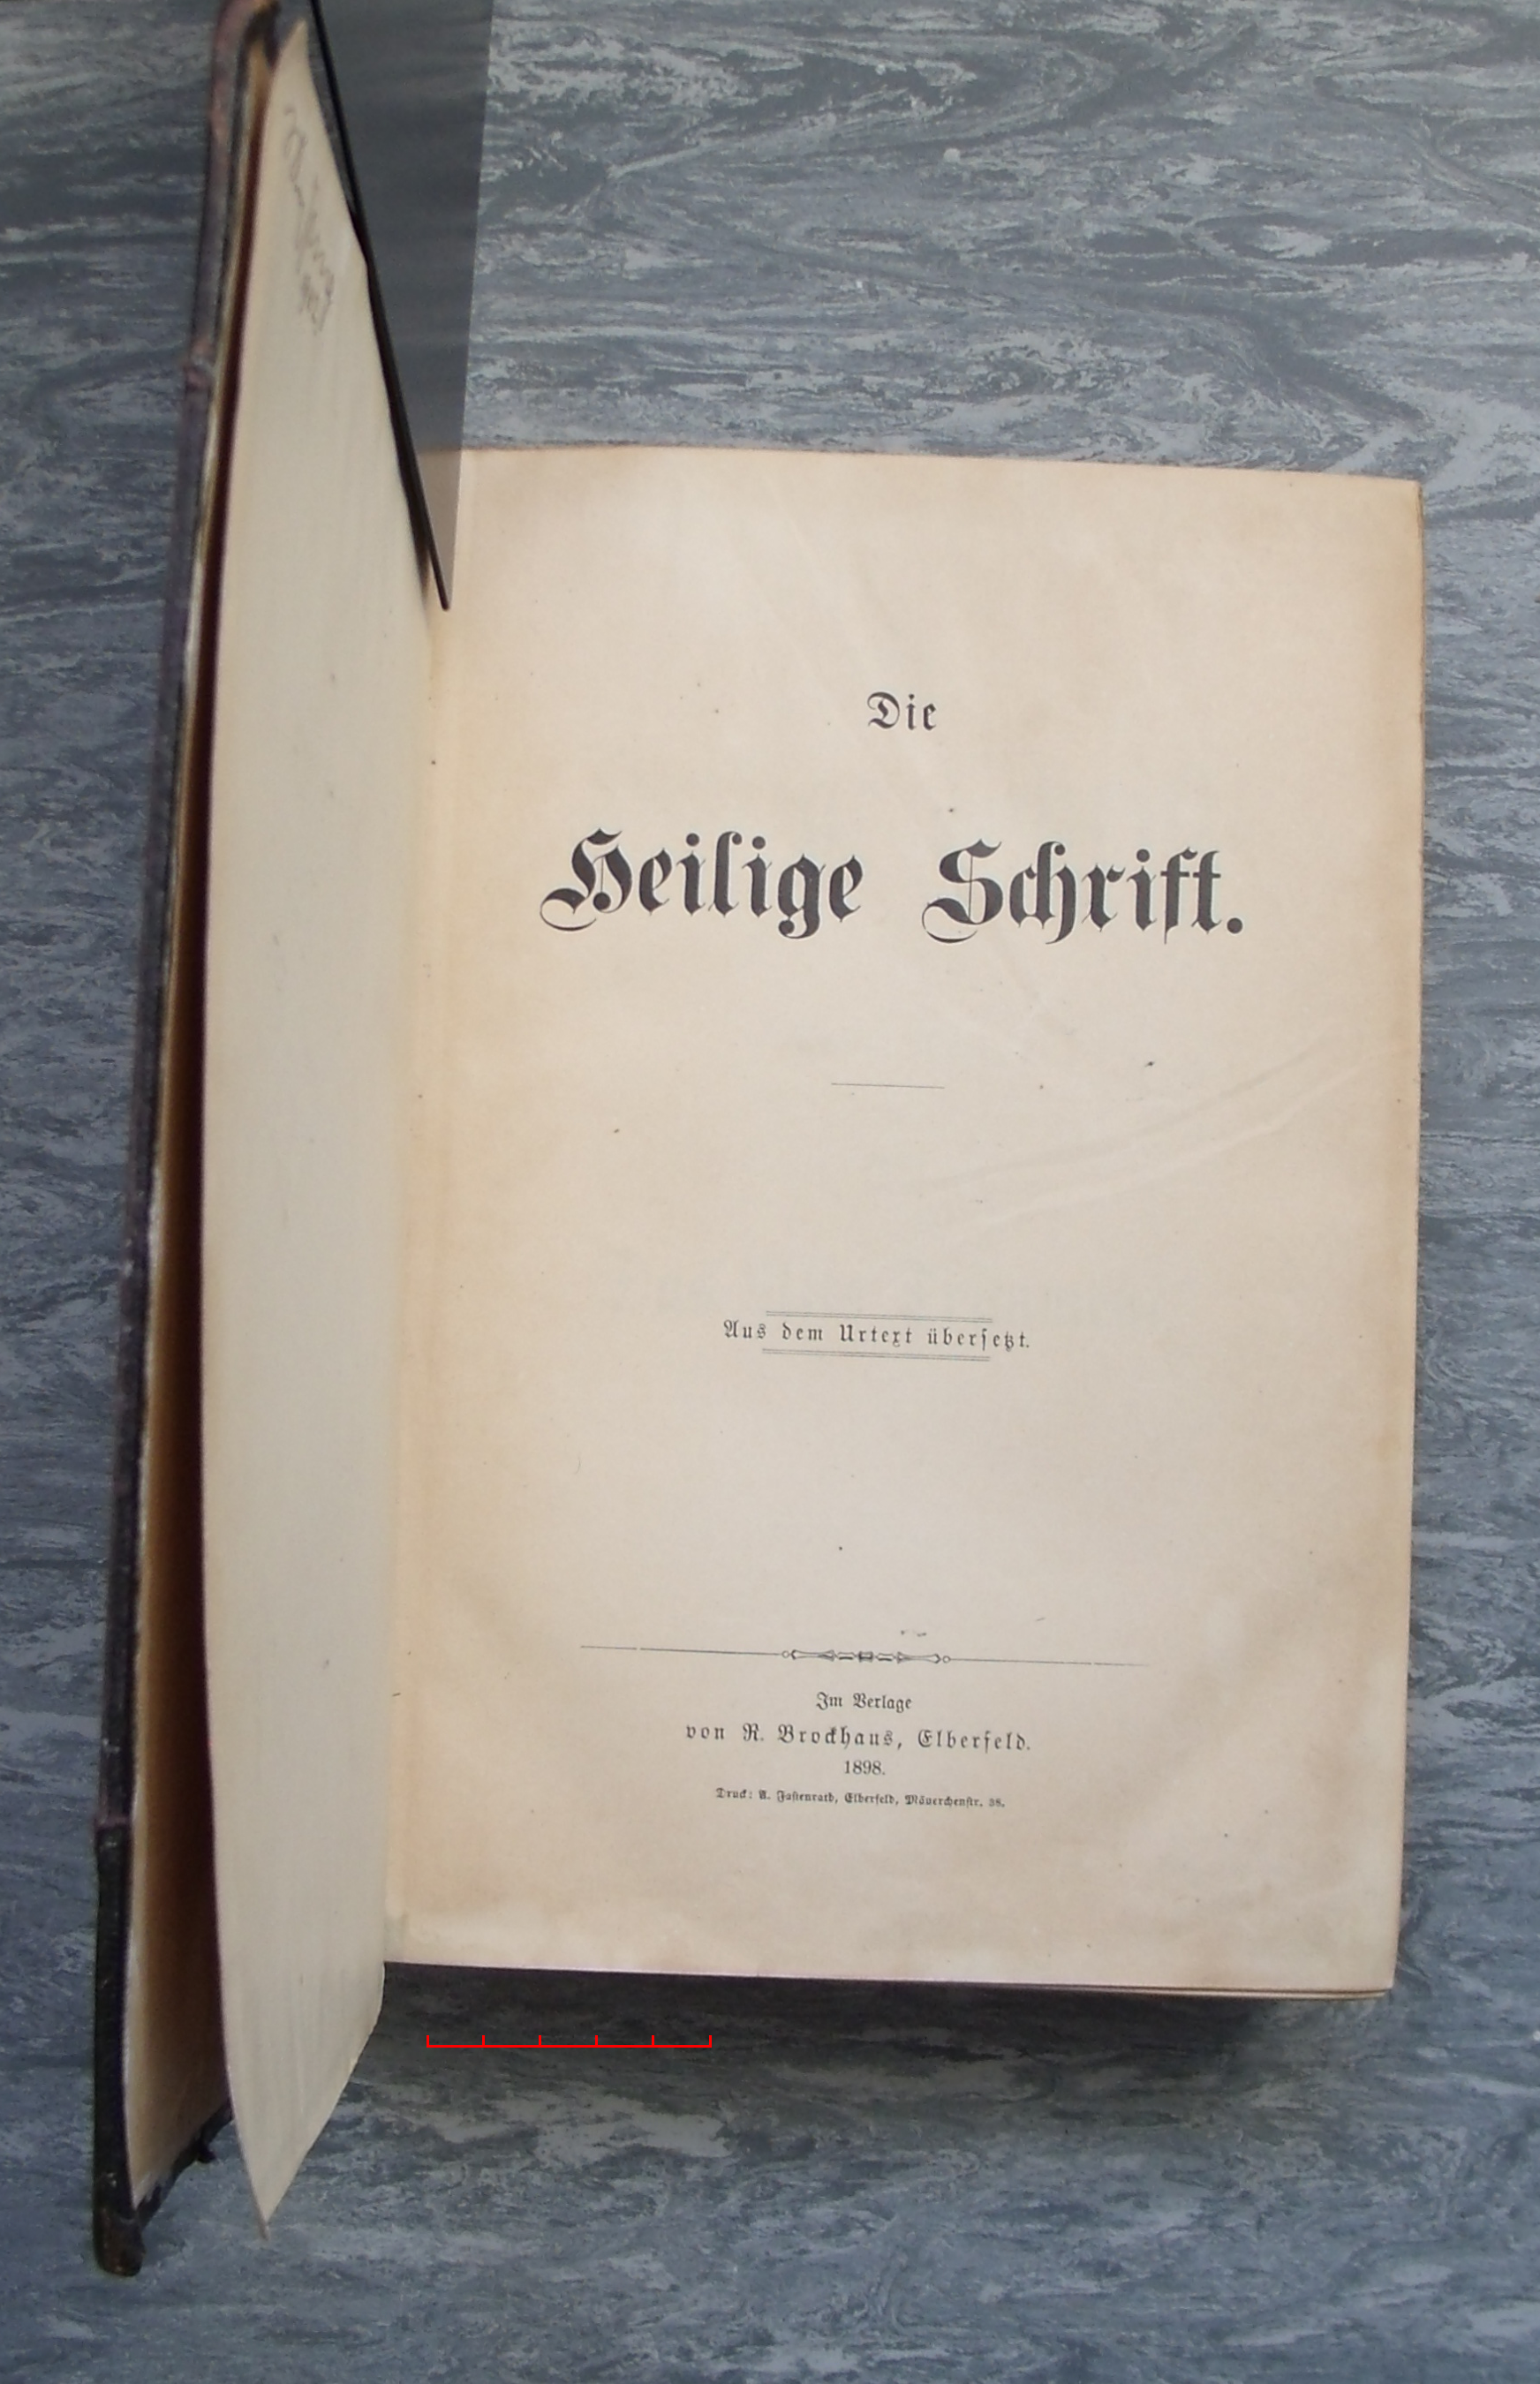 Die
Heilige Schrift.
Aus dem Urtext übersetzt.
Im Verlage
von R. Brockhaus, Elberfeld.
1898.
Druck: A. Fastenrath, Elberfeld, Mäuerchenstr. 38.